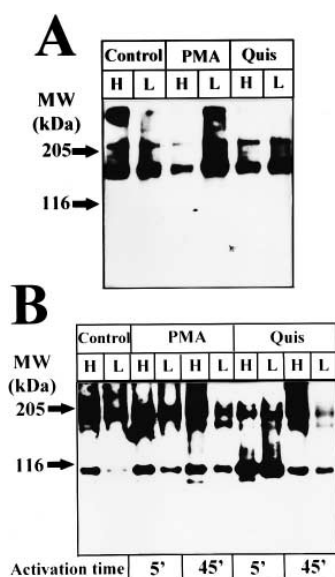 A
Control PMA Quis
H L H L H L
MW
(kDa)
205
116
B
Control PMA Quis
H L H L H L H L H L
MW
(kDa)
205
116
Activation time 5' 45' 5' 45'